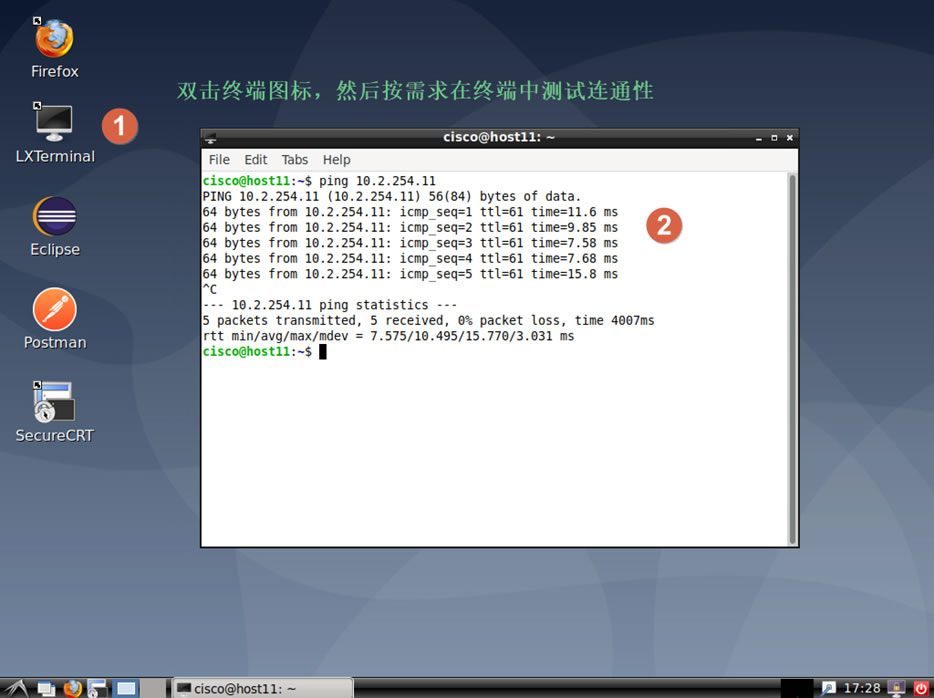 Firefox
LXTerminal
1
Eclipse
Postman
SecureCRT
双击终端图标，然后按需求在终端中测试连通性
cisco@host11: ~
File Edit Tabs Help
cisco@host11:~$ ping 10.2.254.11
PING 10.2.254.11 (10.2.254.11) 56(84) bytes of data.
64 bytes from 10.2.254.11: icmp_seq=1 ttl=61 time=11.6 ms
64 bytes from 10.2.254.11: icmp_seq=2 ttl=61 time=9.85 ms
64 bytes from 10.2.254.11: icmp_seq=3 ttl=61 time=7.58 ms
64 bytes from 10.2.254.11: icmp_seq=4 ttl=61 time=7.68 ms
64 bytes from 10.2.254.11: icmp_seq=5 ttl=61 time=15.8 ms
^C
--- 10.2.254.11 ping statistics ---
5 packets transmitted, 5 received, 0% packet loss, time 4007ms
rtt min/avg/max/mdev = 7.575/10.495/15.770/3.031 ms
cisco@host11:~$
2
cisco@host11: ~
17:28